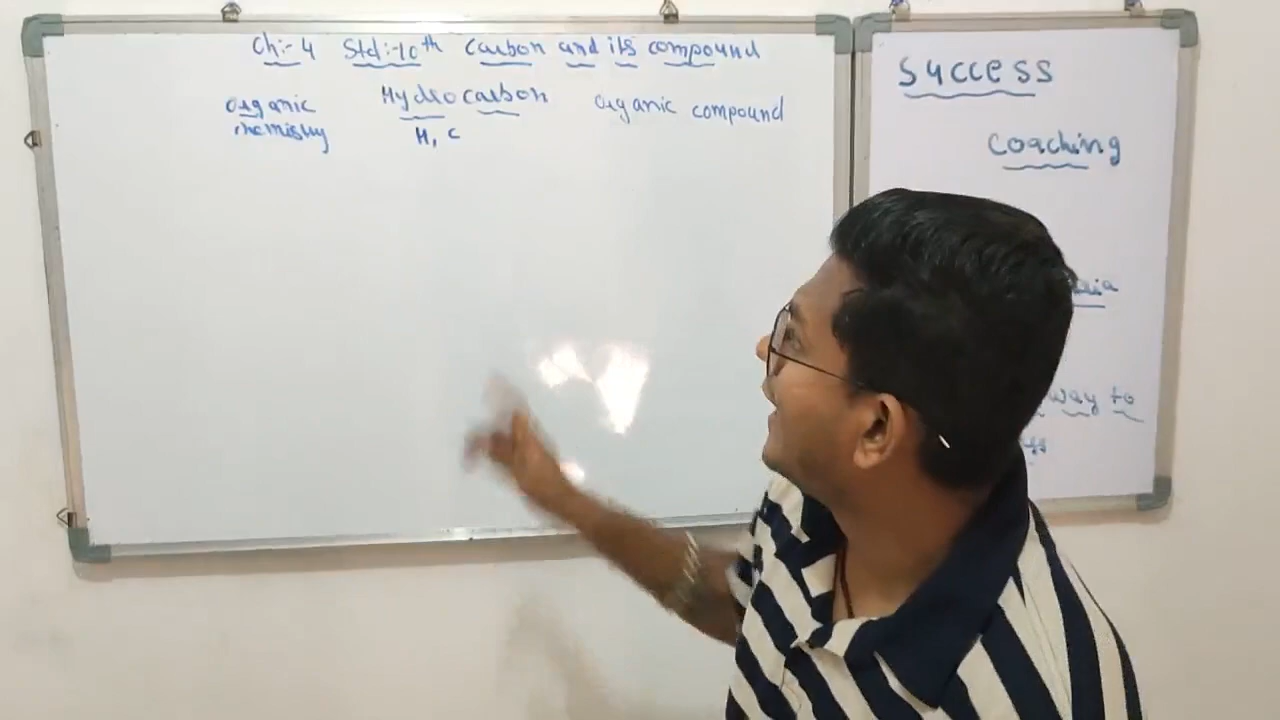 Ch:- 4 Std:-10th Carbon and its compound
Organic Hydrocarbon Organic compound
chemistry H, C
Success
Coaching
way to